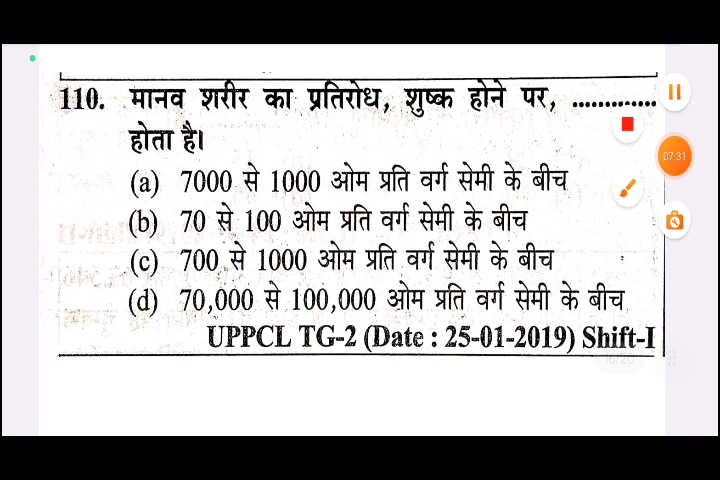 110. मानव शरीर का प्रतिरोध, शुष्क होने पर, ..............
होता है।
(a) 7000 से 1000 ओम प्रति वर्ग सेमी के बीच
(b) 70 से 100 ओम प्रति वर्ग सेमी के बीच
(c) 700 से 1000 ओम प्रति वर्ग सेमी के बीच
(d) 70,000 से 100,000 ओम प्रति वर्ग सेमी के बीच
UPPCL TG-2 (Date : 25-01-2019) Shift-I
07:31